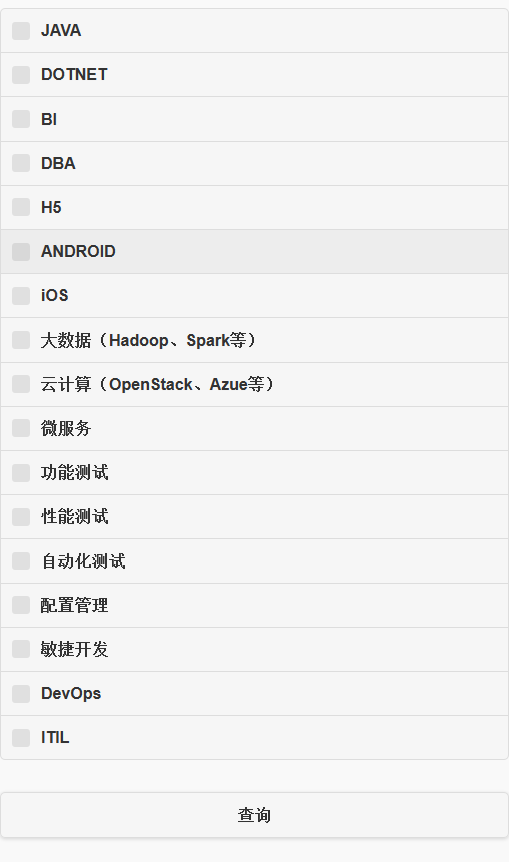 JAVA
DOTNET
BI
DBA
H5
ANDROID
iOS
大数据（Hadoop、Spark等）
云计算（OpenStack、Azue等）
微服务
功能测试
性能测试
自动化测试
配置管理
敏捷开发
DevOps
ITIL
查询